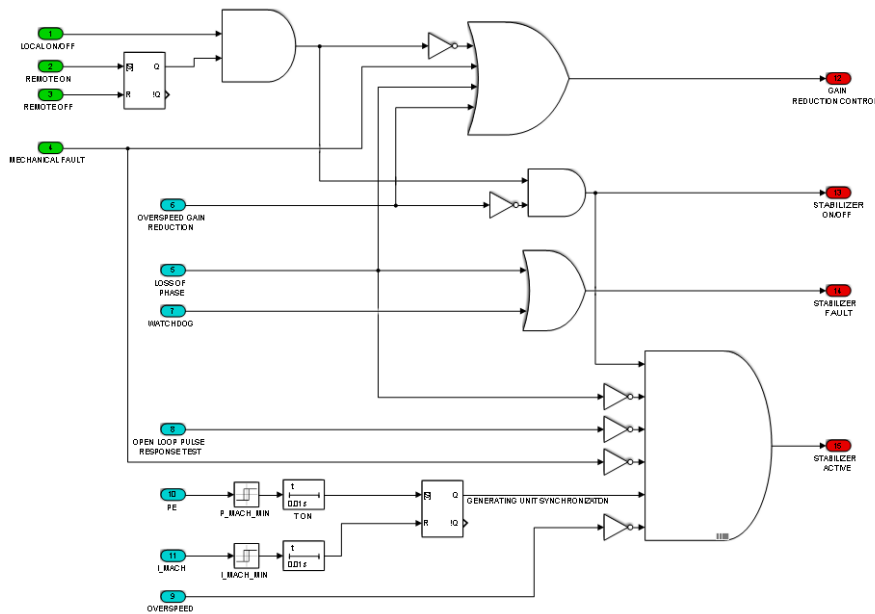 1
LOCAL ON/OFF
2
REMOTE ON
3
REMOTE OFF
[S]
Q
R
!Q
4
MECHANICAL FAULT
12
GAIN
REDUCTION CONTROL
6
OVERSPEED GAIN
REDUCTION
13
STABILIZER
ON/OFF
5
LOSS OF
PHASE
7
WATCHDOG
14
STABILIZER
FAULT
8
OPEN LOOP PULSE
RESPONSE TEST
15
STABILIZER
ACTIVE
10
PE
P_MACH_MIN
t
0.01 s
TON
[S]
Q
R
!Q
GENERATING UNIT SYNCHRONIZATON
11
I_MACH
I_MACH_MIN
t
0.01 s
9
OVERSPEED